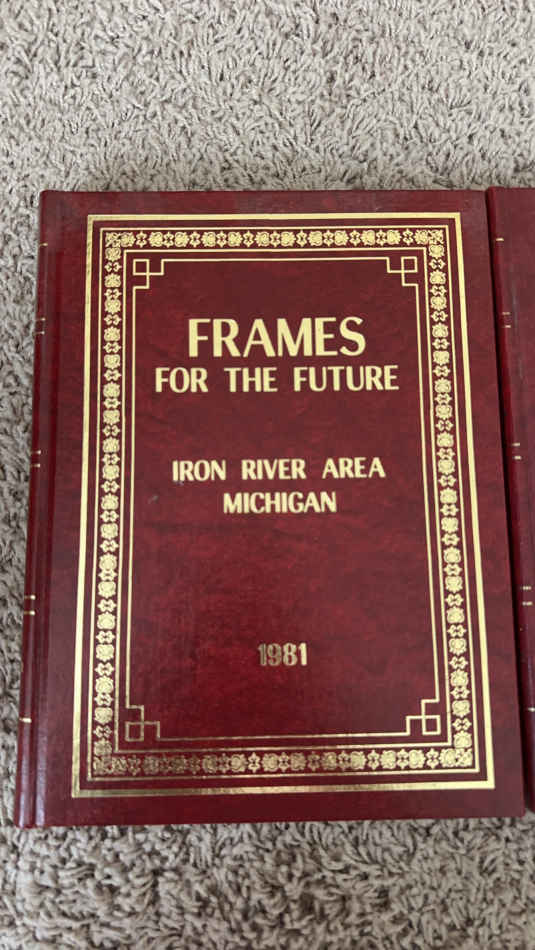 FRAMES
FOR THE FUTURE
IRON RIVER AREA
MICHIGAN
1981